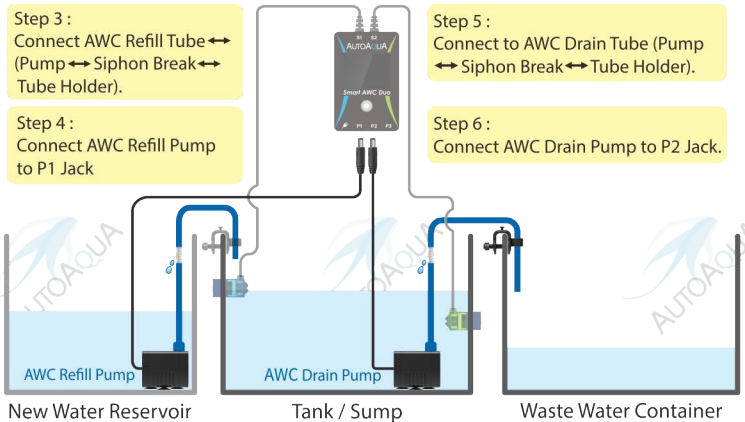 Step 3 :
Connect AWC Refill Tube↔
(Pump↔Siphon Break↔
Tube Holder).
Step 4 :
Connect AWC Refill Pump
to P1 Jack
S1 S2
AUTOAQUA
Smart AWC Duo
P1 P2 P3
Step 5 :
Connect to AWC Drain Tube (Pump
↔Siphon Break↔Tube Holder).
Step 6 :
Connect AWC Drain Pump to P2 Jack.
AUTOAQUA
AUTOAQUA
AUTOAQUA
AWC Refill Pump
AWC Drain Pump
New Water Reservoir
Tank / Sump
Waste Water Container